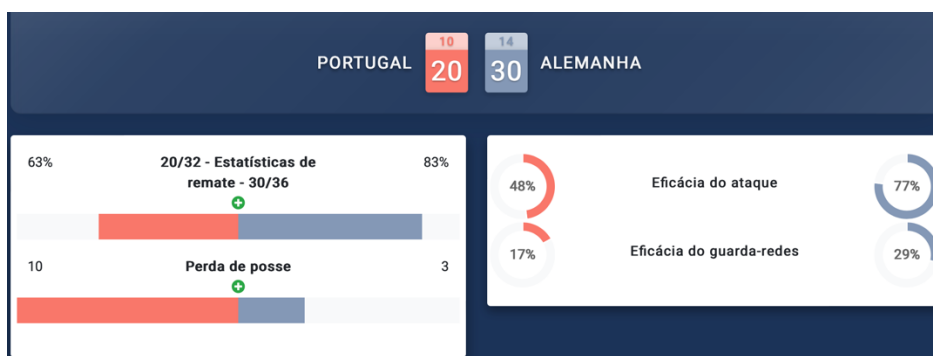 10
14
PORTUGAL 20 30 ALEMANHA
63% 20/32 - Estatísticas de 83%
remate - 30/36
10 Perda de posse 3
48% Eficácia do ataque 77%
17% Eficácia do guarda-redes 29%